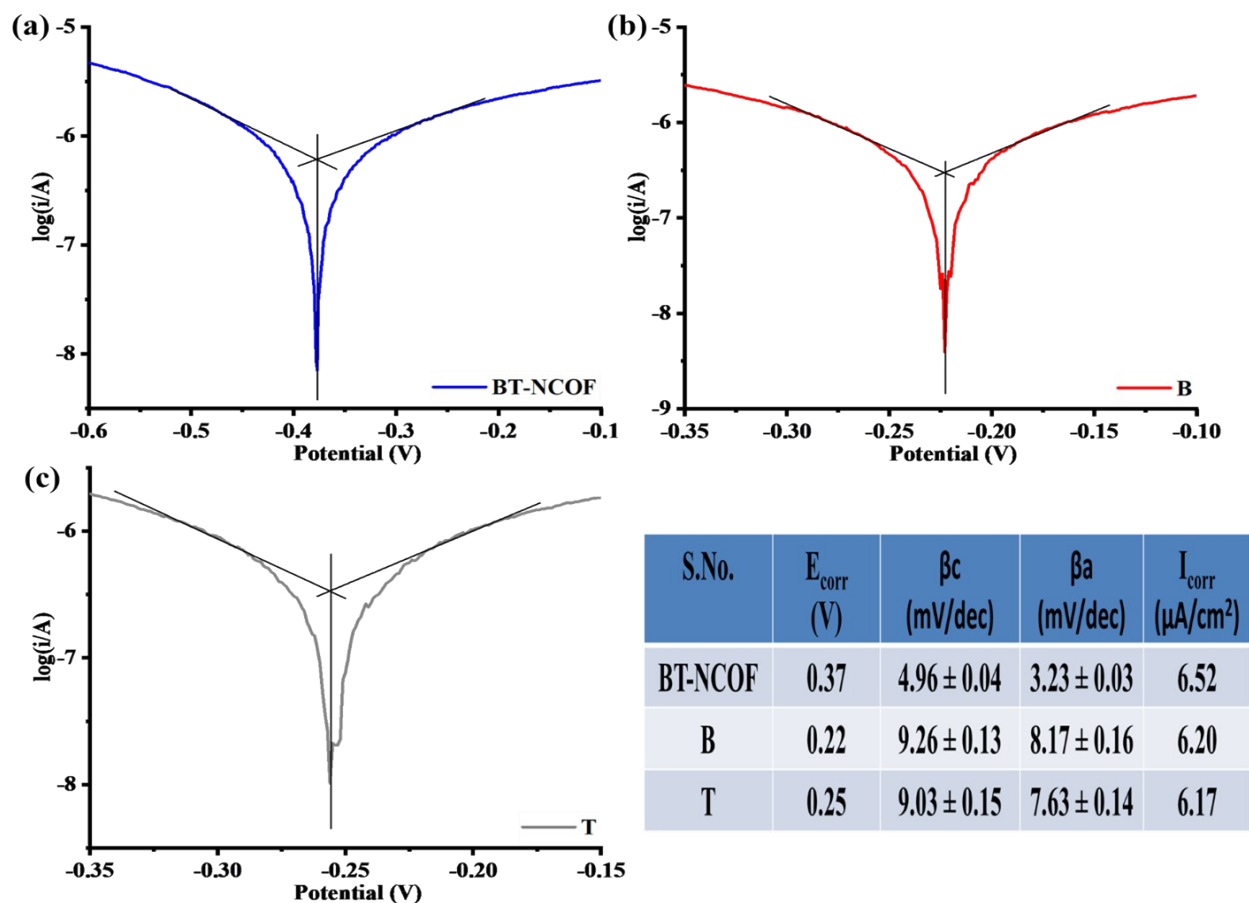 (a)
-5
-6
-7
-8
log(i/A)
BT-NCOF
-0.6 -0.5 -0.4 -0.3 -0.2 -0.1
Potential (V)
(b)
-5
-6
-7
-8
-9
log(i/A)
B
-0.35 -0.30 -0.25 -0.20 -0.15 -0.10
Potential (V)
(c)
-6
-7
-8
log(i/A)
T
-0.35 -0.30 -0.25 -0.20 -0.15
Potential (V)
S.No. Ecorr (V) βc (mV/dec) βa (mV/dec) Icorr (μA/cm²)
BT-NCOF 0.37 4.96 ± 0.04 3.23 ± 0.03 6.52
B 0.22 9.26 ± 0.13 8.17 ± 0.16 6.20
T 0.25 9.03 ± 0.15 7.63 ± 0.14 6.17